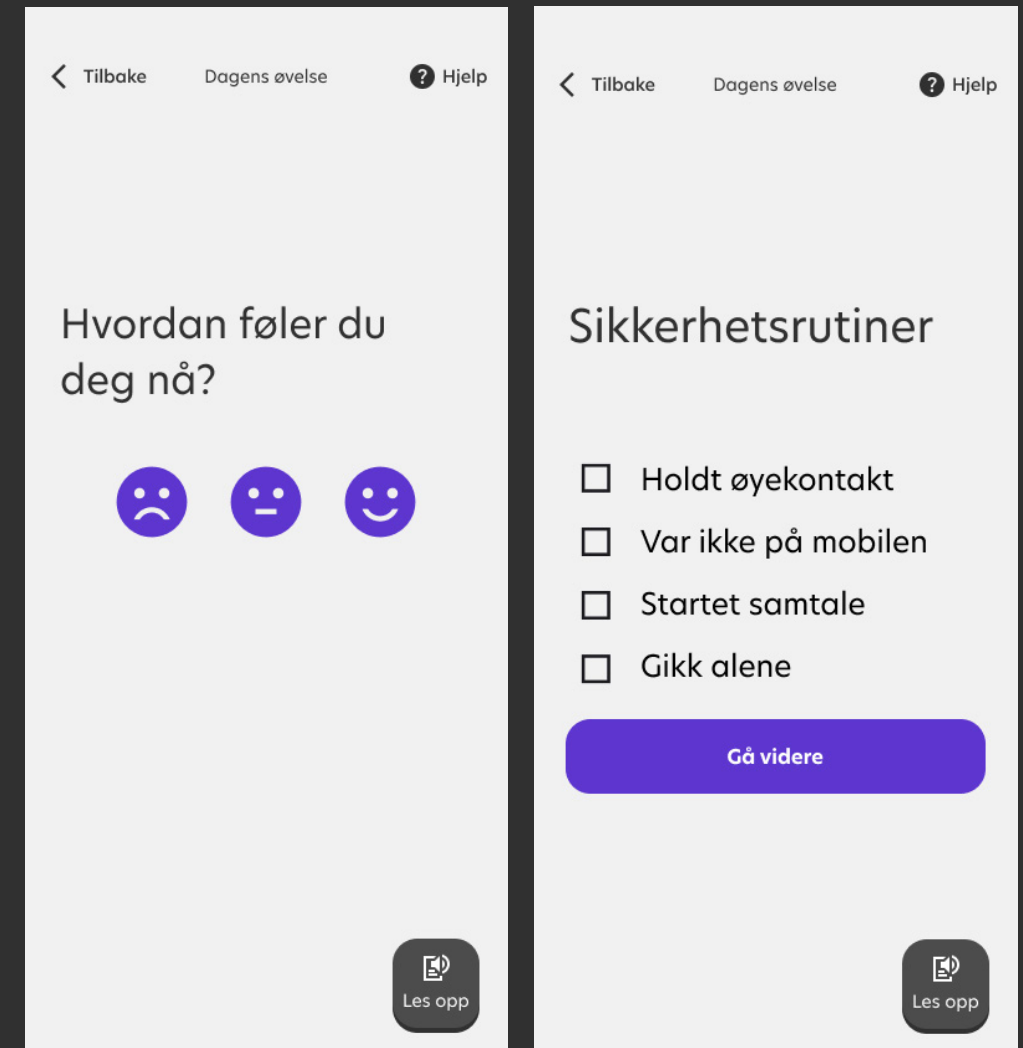 Tilbake
Dagens øvelse
Hjelp
Hvordan føler du
deg nå?
Les opp
Tilbake
Dagens øvelse
Hjelp
Sikkerhetsrutiner
Holdt øyekontakt
Var ikke på mobilen
Startet samtale
Gikk alene
Gå videre
Les opp